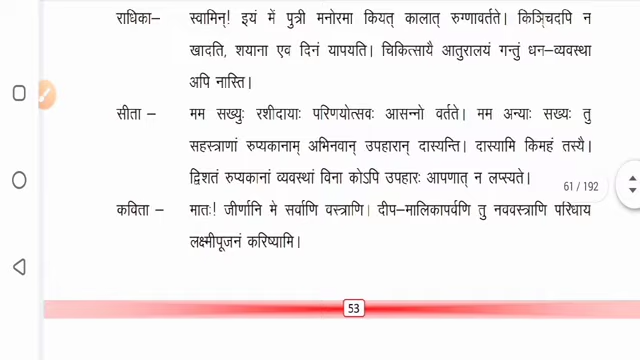 राधिका– स्वामिन्! इयं में पुत्री मनोरमा कियत् कालात् रुग्णावर्तते। किञ्चिदपि न
खादति, शयाना एव दिनं यापयति। चिकित्सायै आतुरालयं गन्तुं धन–व्यवस्था
अपि नास्ति।
सीता – मम सख्युः रशीदायाः परिणयोत्सवः आसन्नो वर्तते। मम अन्याः सख्यः तु
सहस्त्राणां रुप्यकानाम् अभिनवान् उपहारान् दास्यन्ति। दास्यामि किमहं तस्यै।
द्विशतं रुप्यकानां व्यवस्थां विना कोऽपि उपहारः आपणात् न लप्स्यते।
61 / 192
कविता – मातः! जीर्णानि मे सर्वाणि वस्त्राणि। दीप–मालिकापर्वणि तु नववस्त्राणि परिधाय
लक्ष्मीपूजनं करिष्यामि।
53